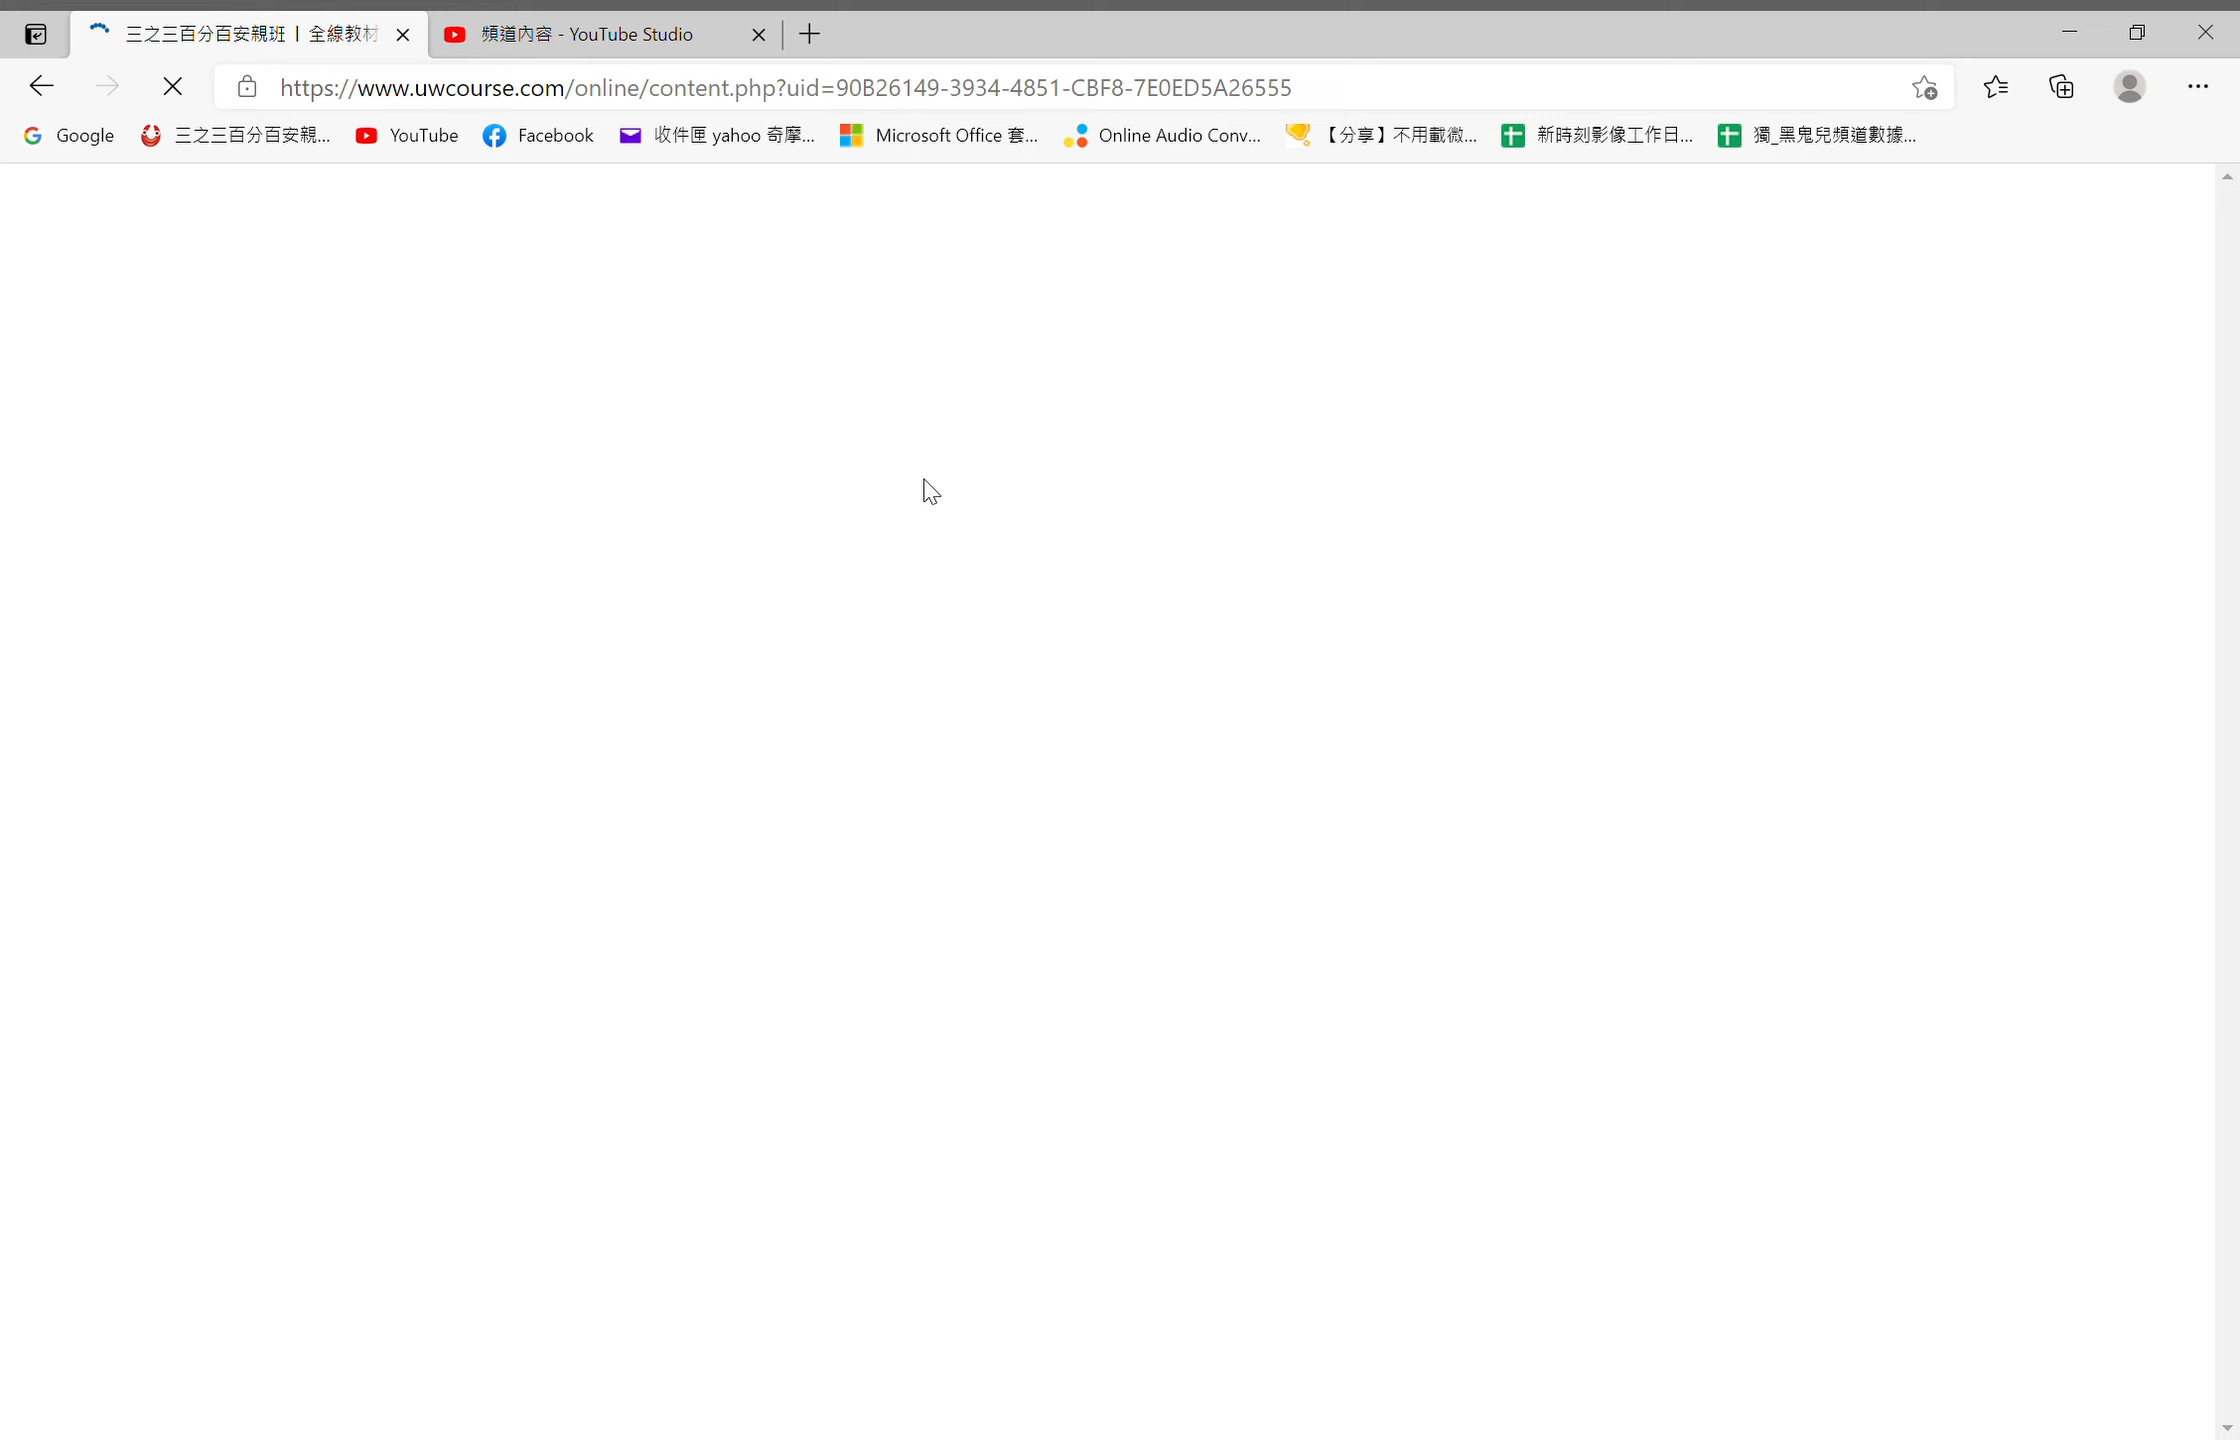 三之三百分百安親班丨全線教材
頻道內容 - YouTube Studio
https://www.uwcourse.com/online/content.php?uid=90B26149-3934-4851-CBF8-7E0ED5A26555
Google 三之三百分百安親... YouTube Facebook 收件匣 yahoo 奇摩... Microsoft Office 套... Online Audio Conv... 【分享】不用載微... 新時刻影像工作日... 獨_黑鬼兒頻道數據...